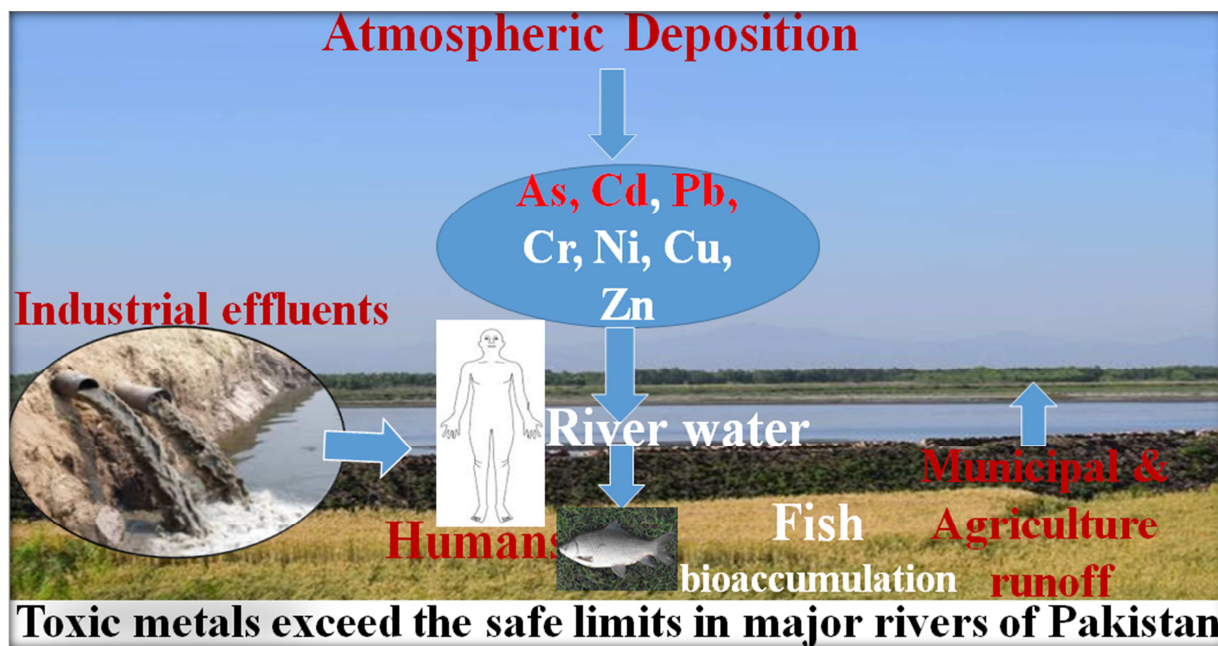 Atmospheric Deposition
As, Cd, Pb,
Cr, Ni, Cu,
Zn
Industrial effluents
River water
Humans
Fish
bioaccumulation
Municipal &
Agriculture
runoff
Toxic metals exceed the safe limits in major rivers of Pakistan